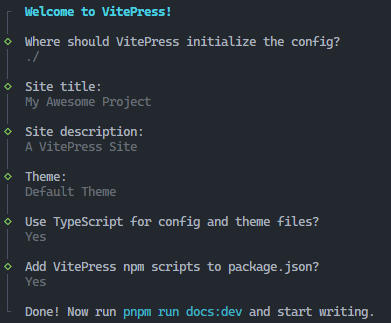 Welcome to VitePress!
Where should VitePress initialize the config?
./
Site title:
My Awesome Project
Site description:
A VitePress Site
Theme:
Default Theme
Use TypeScript for config and theme files?
Yes
Add VitePress npm scripts to package.json?
Yes
Done! Now run pnpm run docs:dev and start writing.